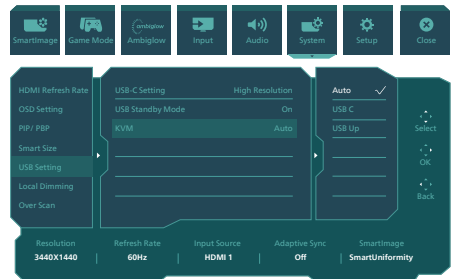 SmartImage Game Mode Ambiglow Input Audio System Setup Close
ambiglow
HDMI Refresh Rate
OSD Setting
PIP / PBP
Smart Size
USB Setting
Local Dimming
Over Scan
USB-C Setting High Resolution
USB Standby Mode On
KVM Auto
Auto
USB C
USB Up
Select
OK
Back
Resolution Refresh Rate Input Source Adaptive Sync SmartImage
3440X1440 | 60Hz | HDMI 1 | Off | SmartUniformity